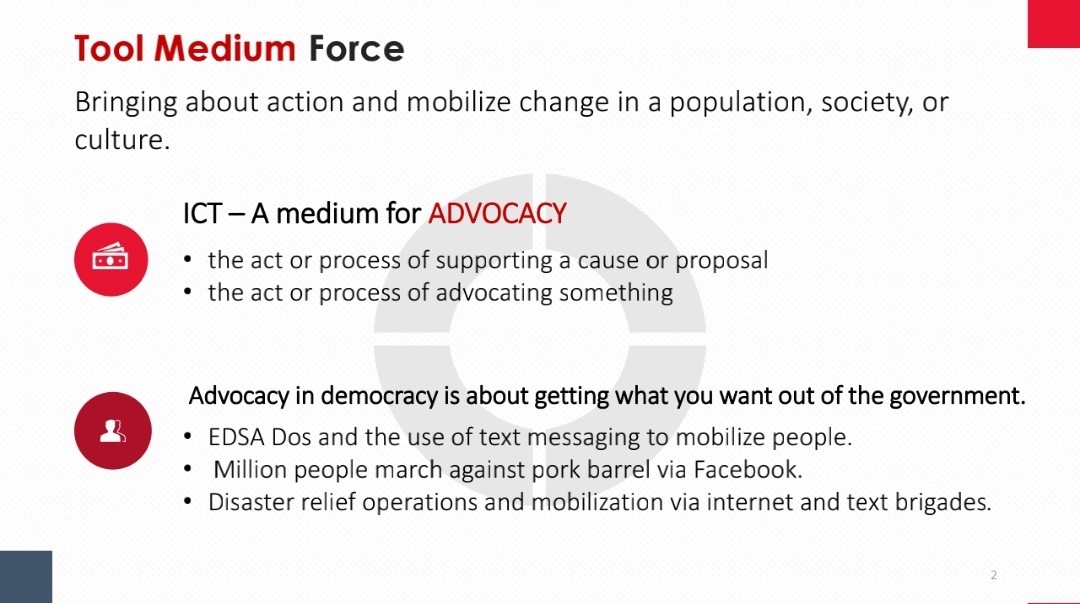 Tool Medium Force
Bringing about action and mobilize change in a population, society, or
culture.
ICT – A medium for ADVOCACY
• the act or process of supporting a cause or proposal
• the act or process of advocating something
Advocacy in democracy is about getting what you want out of the government.
• EDSA Dos and the use of text messaging to mobilize people.
• Million people march against pork barrel via Facebook.
• Disaster relief operations and mobilization via internet and text brigades.
2